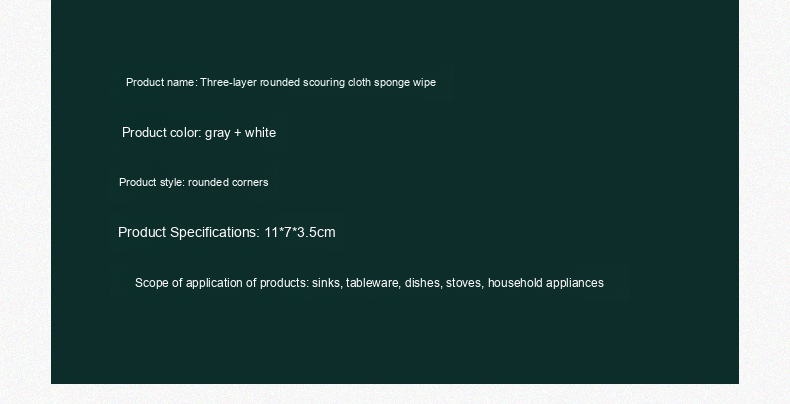 Product name: Three-layer rounded scouring cloth sponge wipe
Product color: gray + white
Product style: rounded corners
Product Specifications: 11*7*3.5cm
Scope of application of products: sinks, tableware, dishes, stoves, household appliances